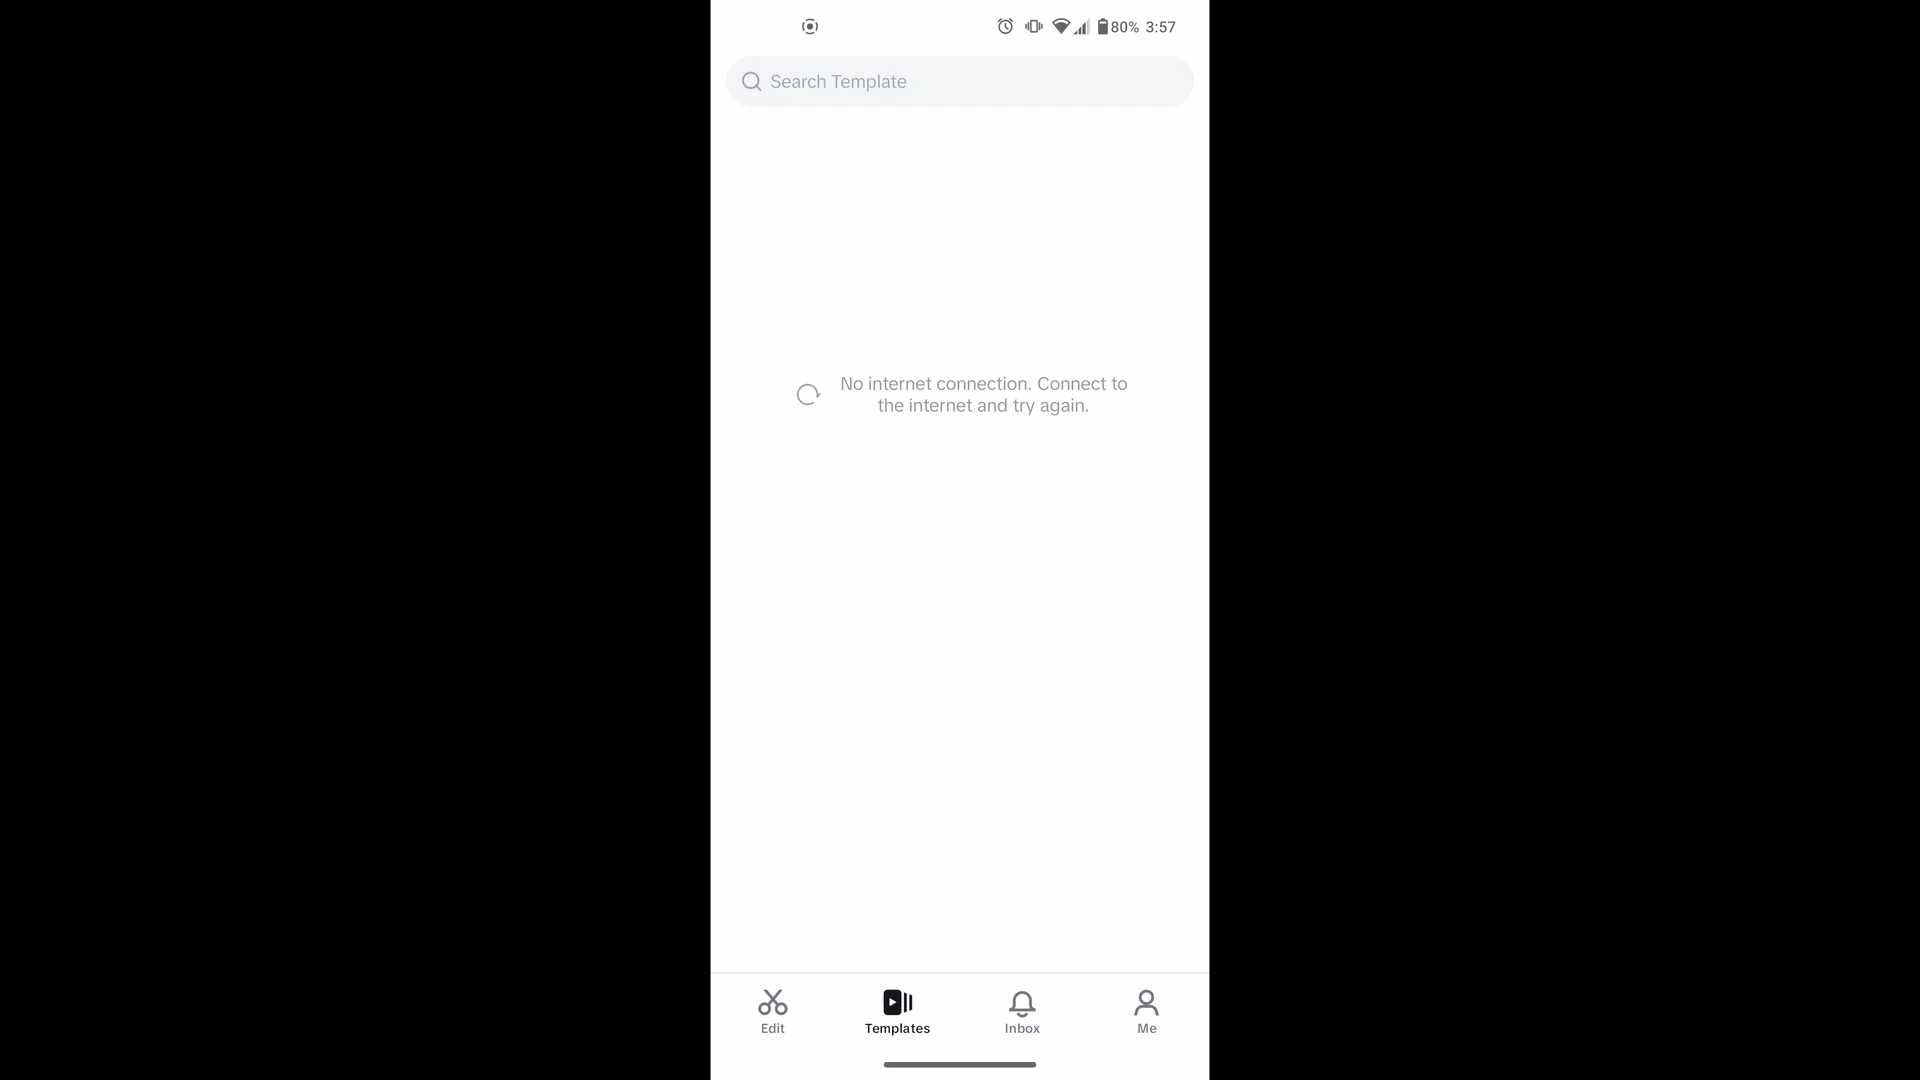 80% 3:57
Search Template
No internet connection. Connect to
the internet and try again.
Edit Templates Inbox Me